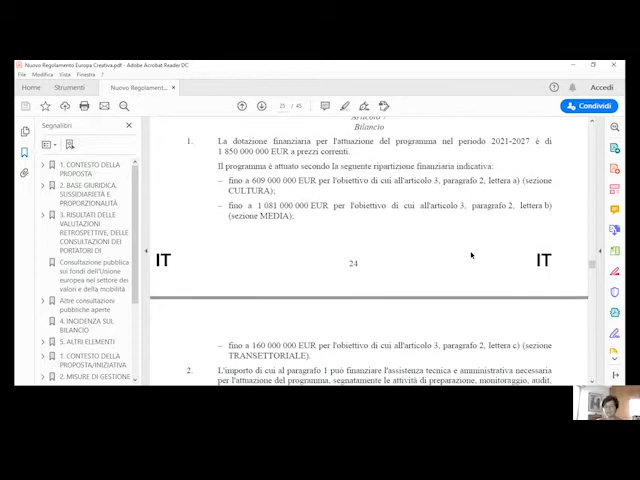 Nuovo Regolamento Europa Creativa.pdf - Adobe Acrobat Reader DC
File Modifica Vista Finestra ?
Home Strumenti Nuovo Regolament... × Accedi
25 / 45 Condividi
Segnalibri ×
1. CONTESTO DELLA
PROPOSTA
2. BASE GIURIDICA,
SUSSIDIARIETÀ E
PROPORZIONALITÀ
3. RISULTATI DELLE
VALUTAZIONI
RETROSPETTIVE, DELLE
CONSULTAZIONI DEI
PORTATORI DI
Consultazione pubblica
sui fondi dell'Unione
europea nel settore dei
valori e della mobilità
Altre consultazioni
pubbliche aperte
4. INCIDENZA SUL
BILANCIO
5. ALTRI ELEMENTI
1. CONTESTO DELLA
PROPOSTA/INIZIATIVA
2. MISURE DI GESTIONE
Bilancio
1. La dotazione finanziaria per l'attuazione del programma nel periodo 2021-2027 è di
1 850 000 000 EUR a prezzi correnti.
Il programma è attuato secondo la seguente ripartizione finanziaria indicativa:
– fino a 609 000 000 EUR per l'obiettivo di cui all'articolo 3, paragrafo 2, lettera a) (sezione
CULTURA);
– fino a 1 081 000 000 EUR per l'obiettivo di cui all'articolo 3, paragrafo 2, lettera b)
(sezione MEDIA);
IT 24 IT
– fino a 160 000 000 EUR per l'obiettivo di cui all'articolo 3, paragrafo 2, lettera c) (sezione
TRANSETTORIALE).
2. L'importo di cui al paragrafo 1 può finanziare l'assistenza tecnica e amministrativa necessaria
per l'attuazione del programma, segnatamente le attività di preparazione, monitoraggio, audit,